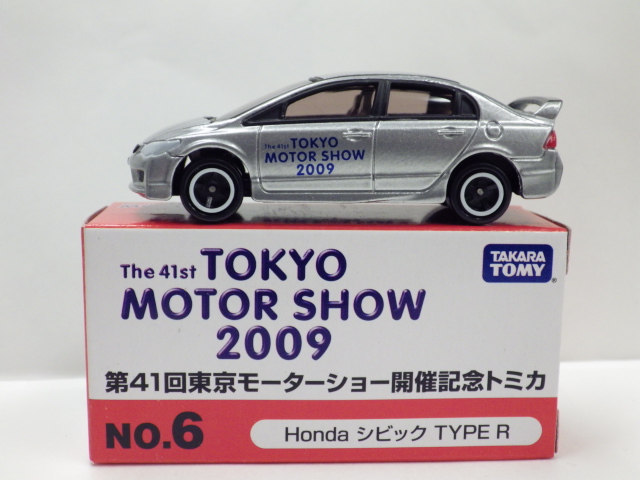 The 41st TOKYO
MOTOR SHOW
2009
The 41st TOKYO
MOTOR SHOW
2009
TAKARA
TOMY
第41回東京モーターショー開催記念トミカ
NO.6
Honda シビック TYPE R